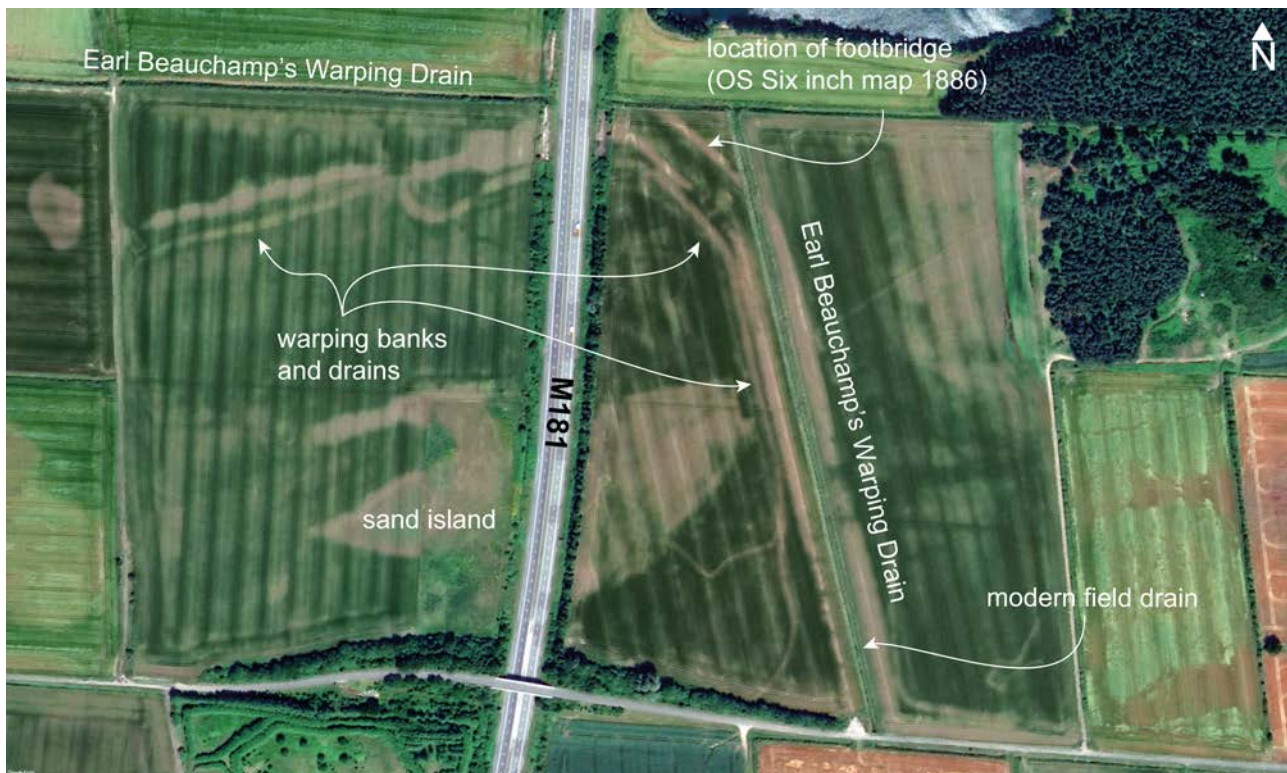 Earl Beauchamp's Warping Drain
location of footbridge
(OS Six inch map 1886)
N
warping banks
and drains
M181
Earl Beauchamp's Warping Drain
sand island
modern field drain